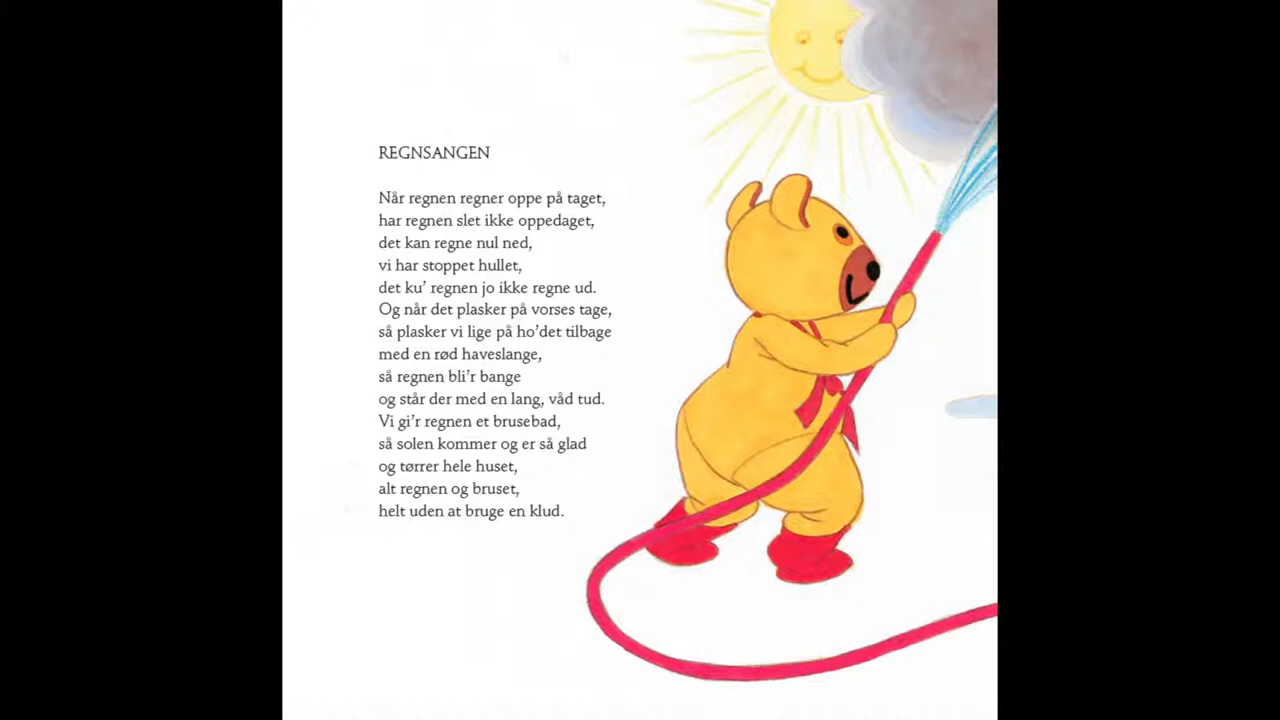 REGNSANGEN
Når regnen regner oppe på taget,
har regnen slet ikke oppedaget,
det kan regne nul ned,
vi har stoppet hullet,
det ku' regnen jo ikke regne ud.
Og når det plasker på vorses tage,
så plasker vi lige på ho'det tilbage
med en rød haveslange,
så regnen bli'r bange
og står der med en lang, våd tud.
Vi gi'r regnen et brusebad,
så solen kommer og er så glad
og tørrer hele huset,
alt regnen og bruset,
helt uden at bruge en klud.